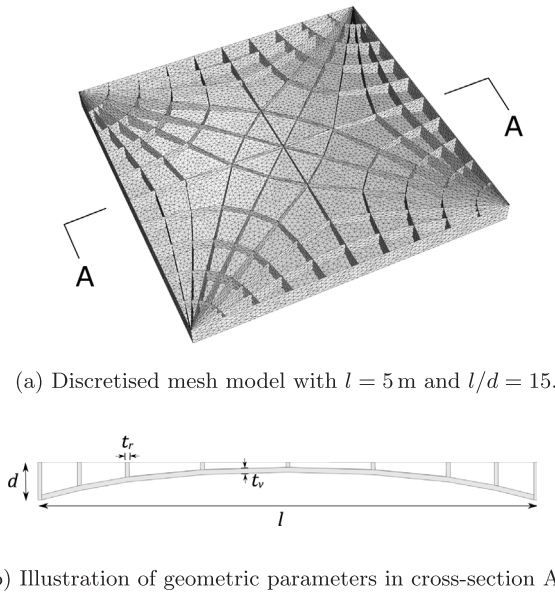 A
A
(a) Discretised mesh model with l = 5 m and l/d = 15.
t_r
d
t_v
l
) Illustration of geometric parameters in cross-section A